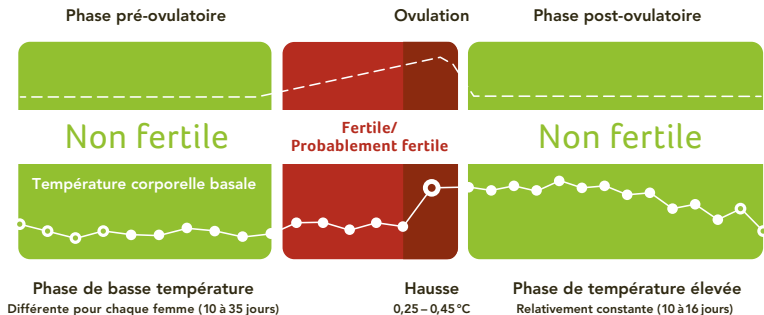 Phase pré-ovulatoire
Ovulation
Phase post-ovulatoire
Non fertile
Fertile/
Probablement fertile
Non fertile
Température corporelle basale
Phase de basse température
Différente pour chaque femme (10 à 35 jours)
Hausse
0,25 – 0,45 °C
Phase de température élevée
Relativement constante (10 à 16 jours)